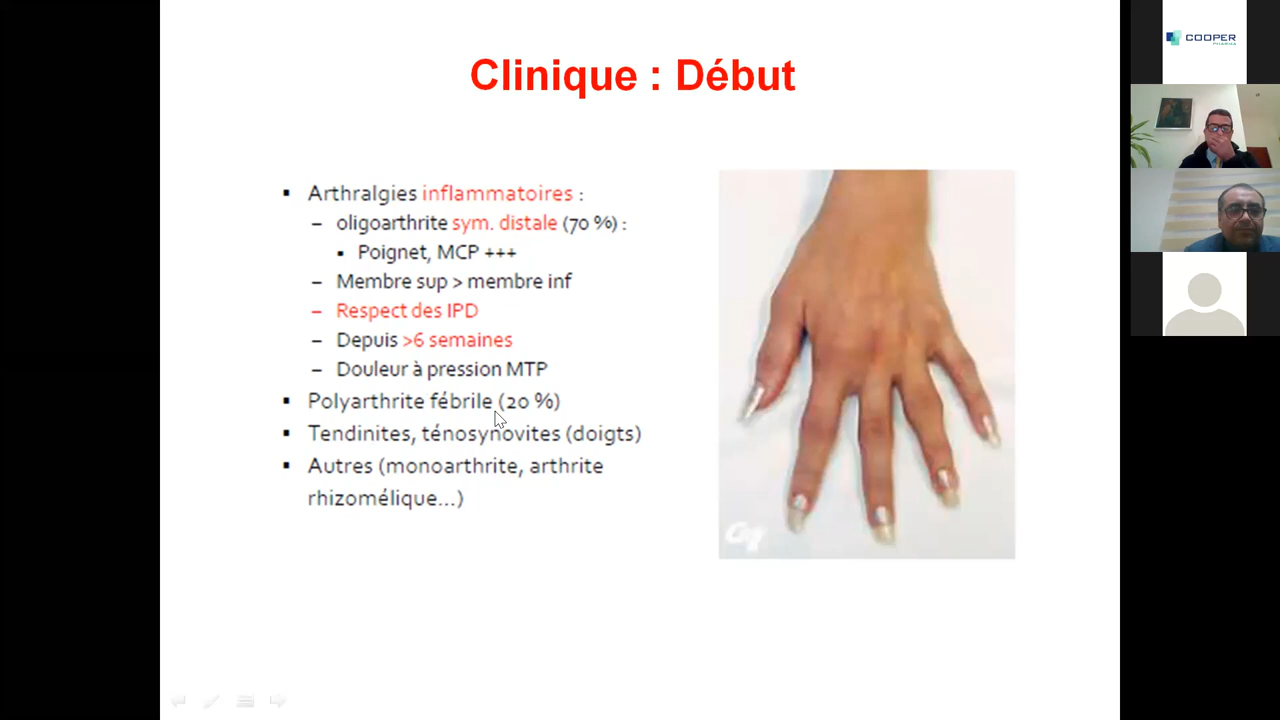 Clinique : Début
▪ Arthralgies inflammatoires :
– oligoarthrite sym. distale (70 %) :
▪ Poignet, MCP +++
– Membre sup > membre inf
– Respect des IPD
– Depuis >6 semaines
– Douleur à pression MTP
▪ Polyarthrite fébrile (20 %)
▪ Tendinites, ténosynovites (doigts)
▪ Autres (monoarthrite, arthrite
rhizomélique...)
COOPER
PHARMA